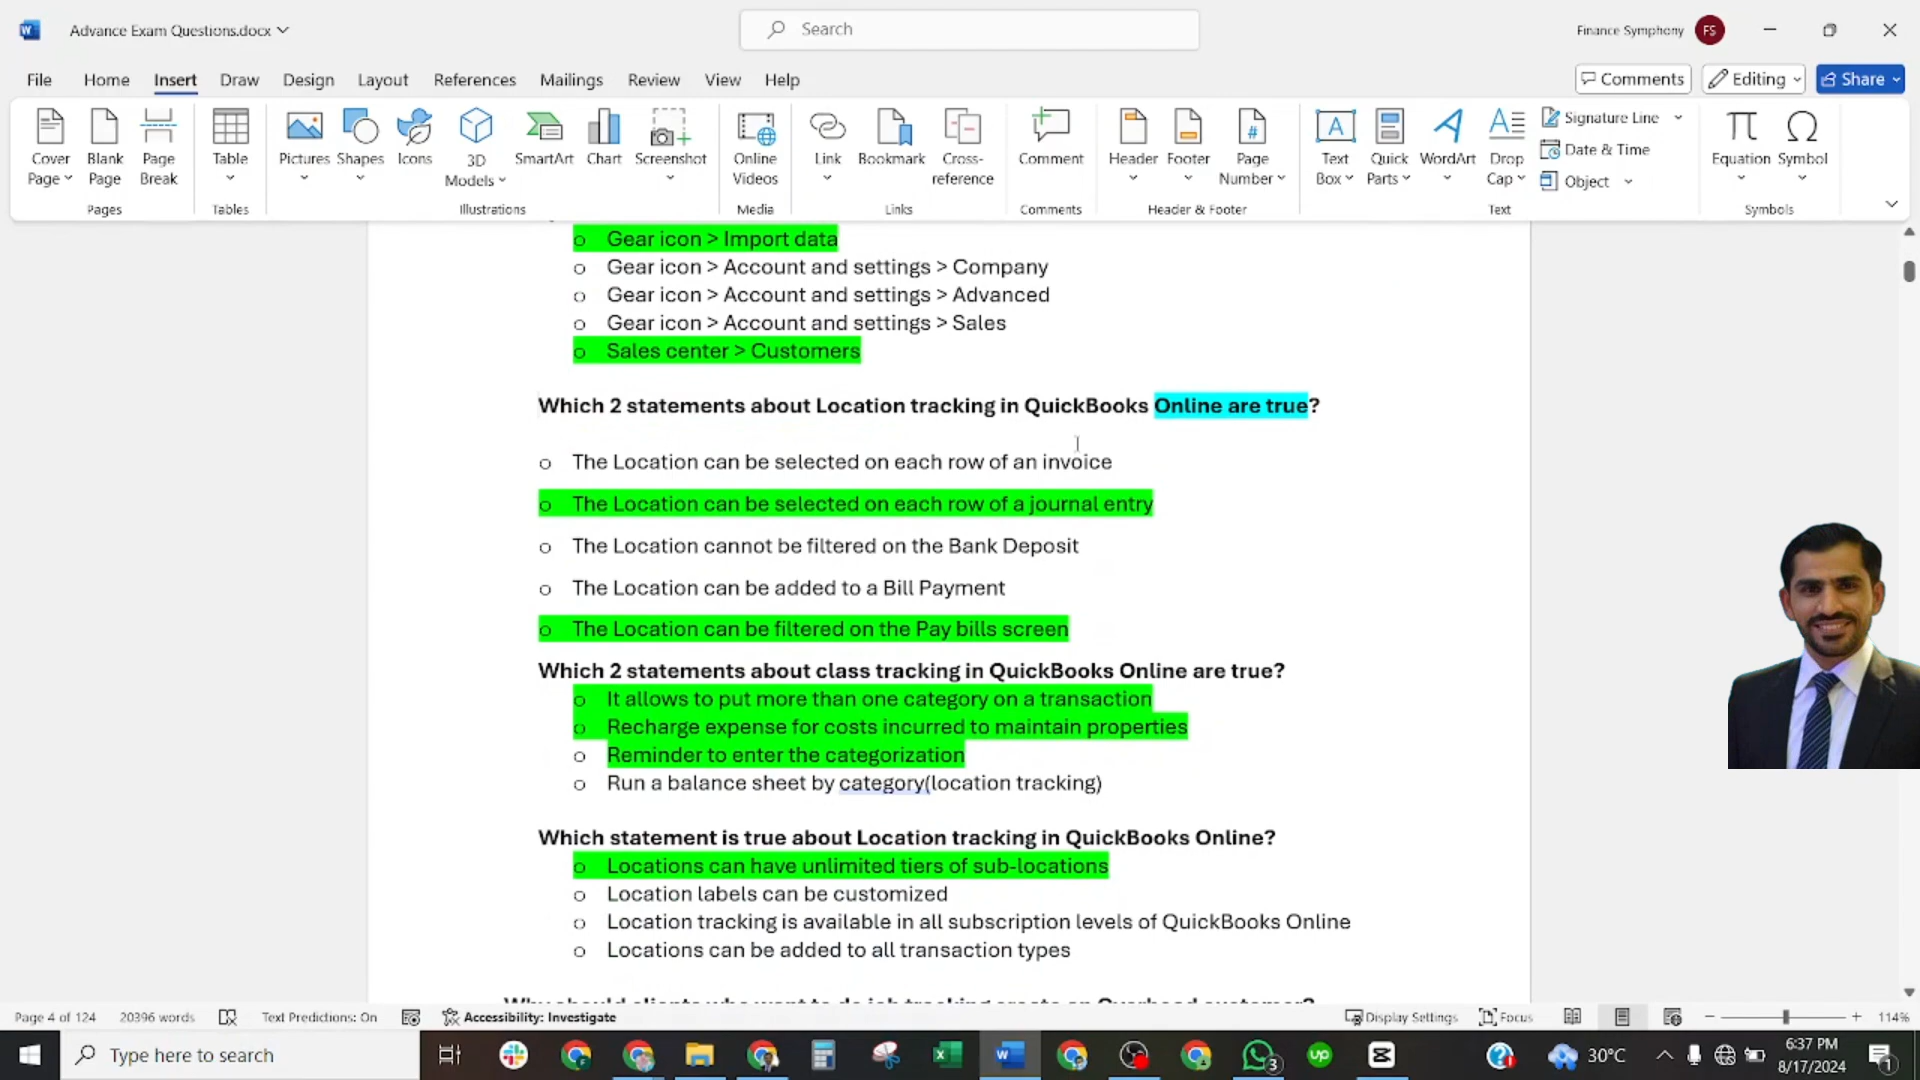 Advance Exam Questions.docx
Search
Finance Symphony
FS
File Home Insert Draw Design Layout References Mailings Review View Help
Comments Editing Share
Cover Page
Blank Page
Page Break
Table
Pictures
Shapes
Icons
3D Models
SmartArt
Chart
Screenshot
Online Videos
Link
Bookmark
Cross-reference
Comment
Header
Footer
Page Number
Text Box
Quick Parts
WordArt
Drop Cap
Signature Line
Date & Time
Object
Equation
Symbol
Pages Tables Illustrations Media Links Comments Header & Footer Text Symbols
o Gear icon > Import data
o Gear icon > Account and settings > Company
o Gear icon > Account and settings > Advanced
o Gear icon > Account and settings > Sales
o Sales center > Customers
Which 2 statements about Location tracking in QuickBooks Online are true?
o The Location can be selected on each row of an invoice
o The Location can be selected on each row of a journal entry
o The Location cannot be filtered on the Bank Deposit
o The Location can be added to a Bill Payment
o The Location can be filtered on the Pay bills screen
Which 2 statements about class tracking in QuickBooks Online are true?
o It allows to put more than one category on a transaction
o Recharge expense for costs incurred to maintain properties
o Reminder to enter the categorization
o Run a balance sheet by category(location tracking)
Which statement is true about Location tracking in QuickBooks Online?
o Locations can have unlimited tiers of sub-locations
o Location labels can be customized
o Location tracking is available in all subscription levels of QuickBooks Online
o Locations can be added to all transaction types
Why should clients who want to do job tracking create an Overhead customer?
Page 4 of 124 20396 words Text Predictions: On Accessibility: Investigate Display Settings Focus 114%
Type here to search
30°C
6:37 PM
8/17/2024